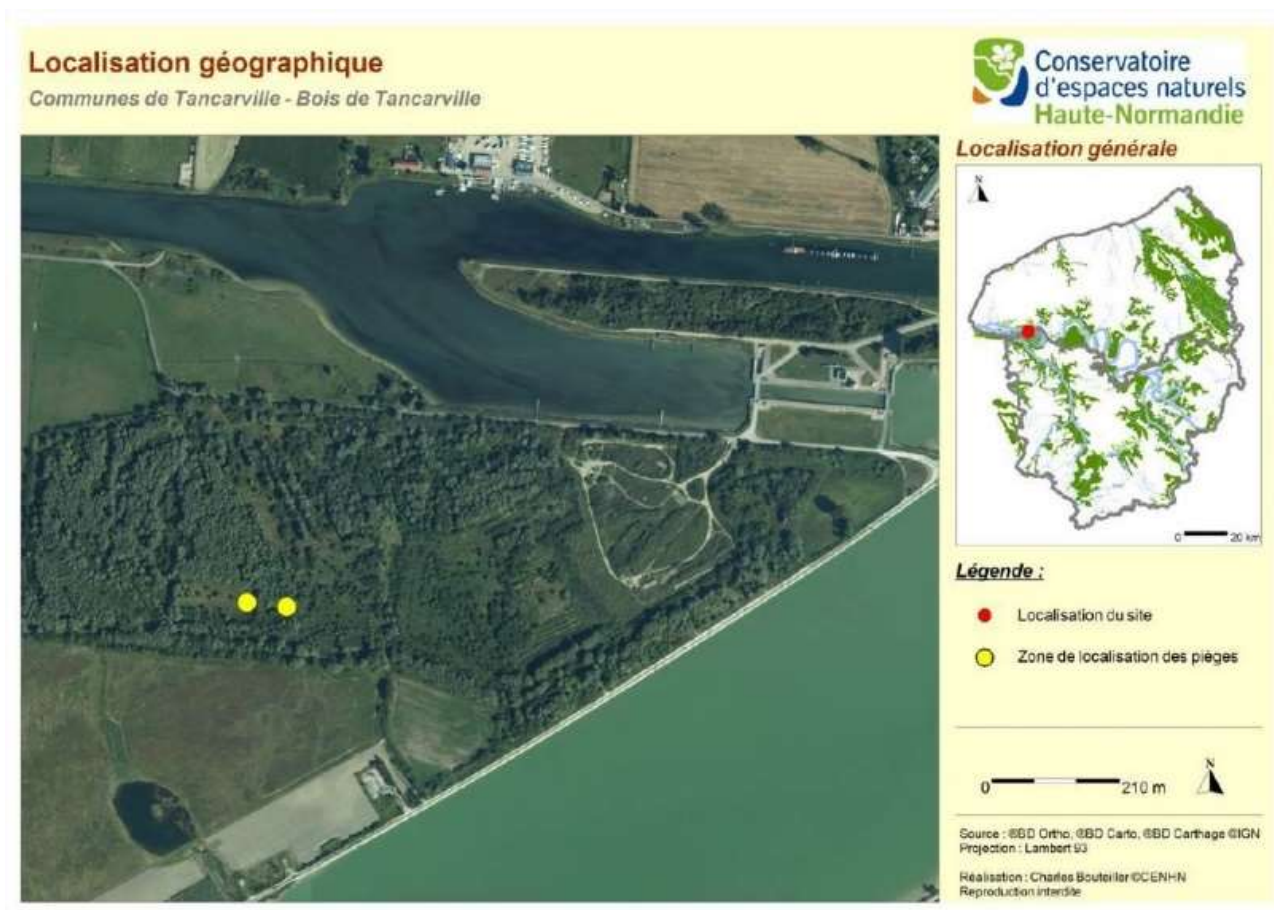 Localisation géographique
Communes de Tancarville - Bois de Tancarville
Conservatoire
d'espaces naturels
Haute-Normandie
Localisation générale
N
0 20 km
Légende :
Localisation du site
Zone de localisation des pièges
N
0 210 m
Source : ©BD Ortho, ©BD Carto, ©BD Carthage ©IGN
Projection : Lambert 93
Réalisation : Charles Bouteiller ©CENHN
Reproduction interdite